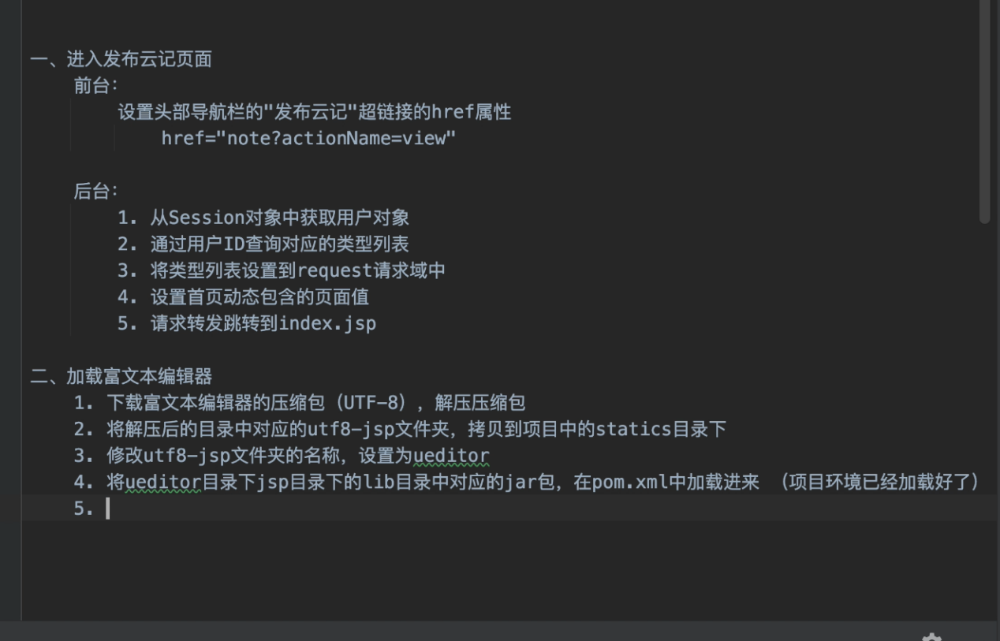 一、进入发布云记页面
前台：
设置头部导航栏的"发布云记"超链接的href属性
href="note?actionName=view"
后台：
1. 从Session对象中获取用户对象
2. 通过用户ID查询对应的类型列表
3. 将类型列表设置到request请求域中
4. 设置首页动态包含的页面值
5. 请求转发跳转到index.jsp
二、加载富文本编辑器
1. 下载富文本编辑器的压缩包（UTF-8），解压压缩包
2. 将解压后的目录中对应的utf8-jsp文件夹，拷贝到项目中的statics目录下
3. 修改utf8-jsp文件夹的名称，设置为ueditor
4. 将ueditor目录下jsp目录下的lib目录中对应的jar包，在pom.xml中加载进来 （项目环境已经加载好了）
5.